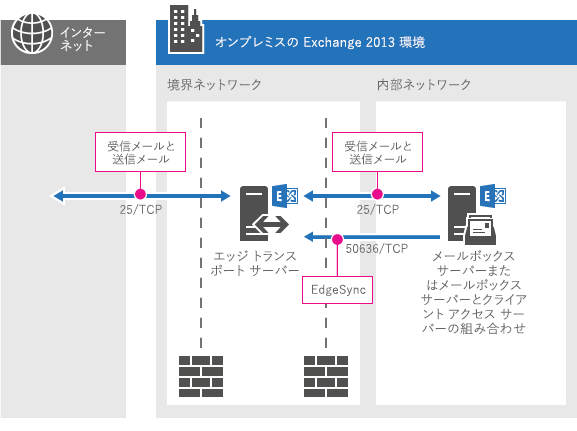 インター
ネット
オンプレミスの Exchange 2013 環境
境界ネットワーク
内部ネットワーク
受信メールと
送信メール
受信メールと
送信メール
25/TCP
25/TCP
50636/TCP
エッジ トランス
ポート サーバー
EdgeSync
メールボックス
サーバーまた
はメールボックス
サーバーとクライア
ント アクセス サー
バーの組み合わせ